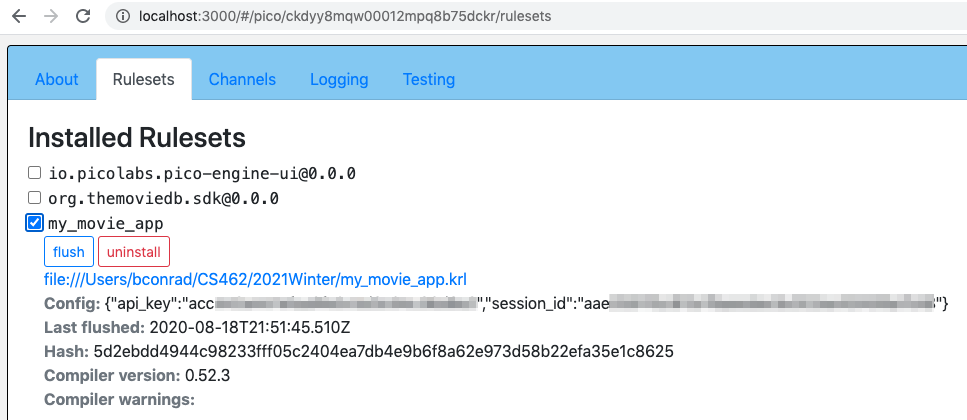 localhost:3000/#/pico/ckdyy8mqw00012mpq8b75dckr/rulesets
About Rulesets Channels Logging Testing
Installed Rulesets
io.picolabs.pico-engine-ui@0.0.0
org.themoviedb.sdk@0.0.0
my_movie_app
flush uninstall
file:///Users/bconrad/CS462/2021Winter/my_movie_app.krl
Config: {"api_key":"acc ","session_id":"aae 3"}
Last flushed: 2020-08-18T21:51:45.510Z
Hash: 5d2ebdd4944c98233fff05c2404ea7db4e9b6f8a62e973d58b22efa35e1c8625
Compiler version: 0.52.3
Compiler warnings: